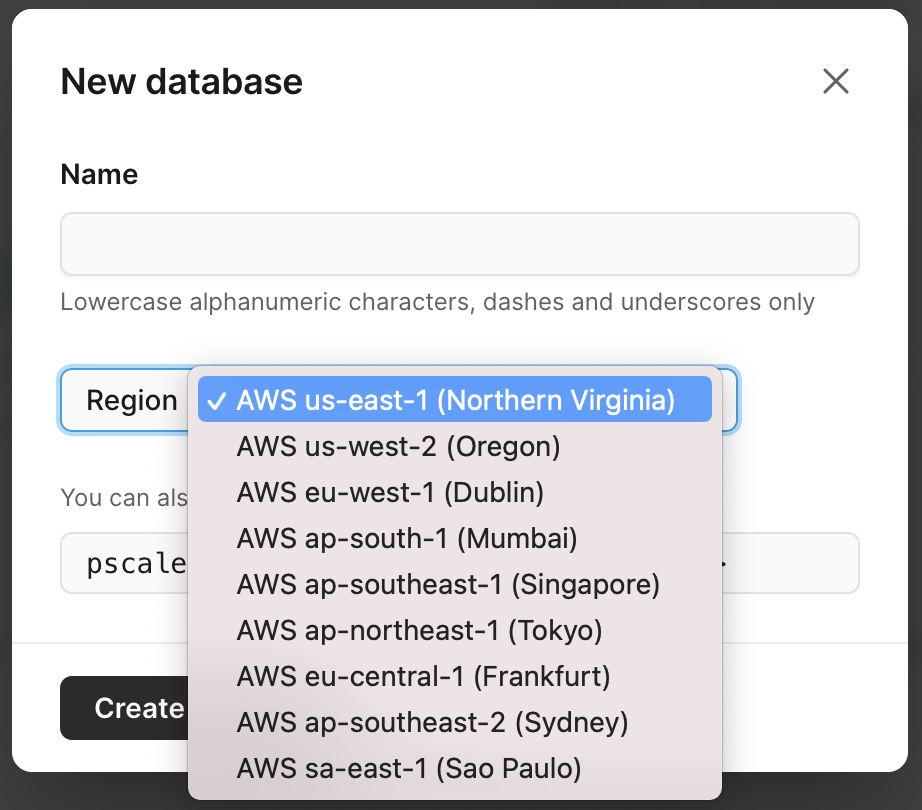 New database
Name
Lowercase alphanumeric characters, dashes and underscores only
Region
✓ AWS us-east-1 (Northern Virginia)
AWS us-west-2 (Oregon)
AWS eu-west-1 (Dublin)
You can als
AWS ap-south-1 (Mumbai)
pscale
AWS ap-southeast-1 (Singapore)
AWS ap-northeast-1 (Tokyo)
AWS eu-central-1 (Frankfurt)
Create
AWS ap-southeast-2 (Sydney)
AWS sa-east-1 (Sao Paulo)